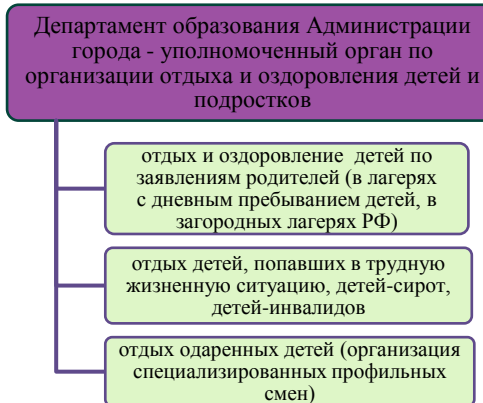 Департамент образования Администрации
города - уполномоченный орган по
организации отдыха и оздоровления детей и
подростков
отдых и оздоровление детей по
заявлениям родителей (в лагерях
с дневным пребыванием детей, в
загородных лагерях РФ)
отдых детей, попавших в трудную
жизненную ситуацию, детей-сирот,
детей-инвалидов
отдых одаренных детей (организация
специализированных профильных
смен)